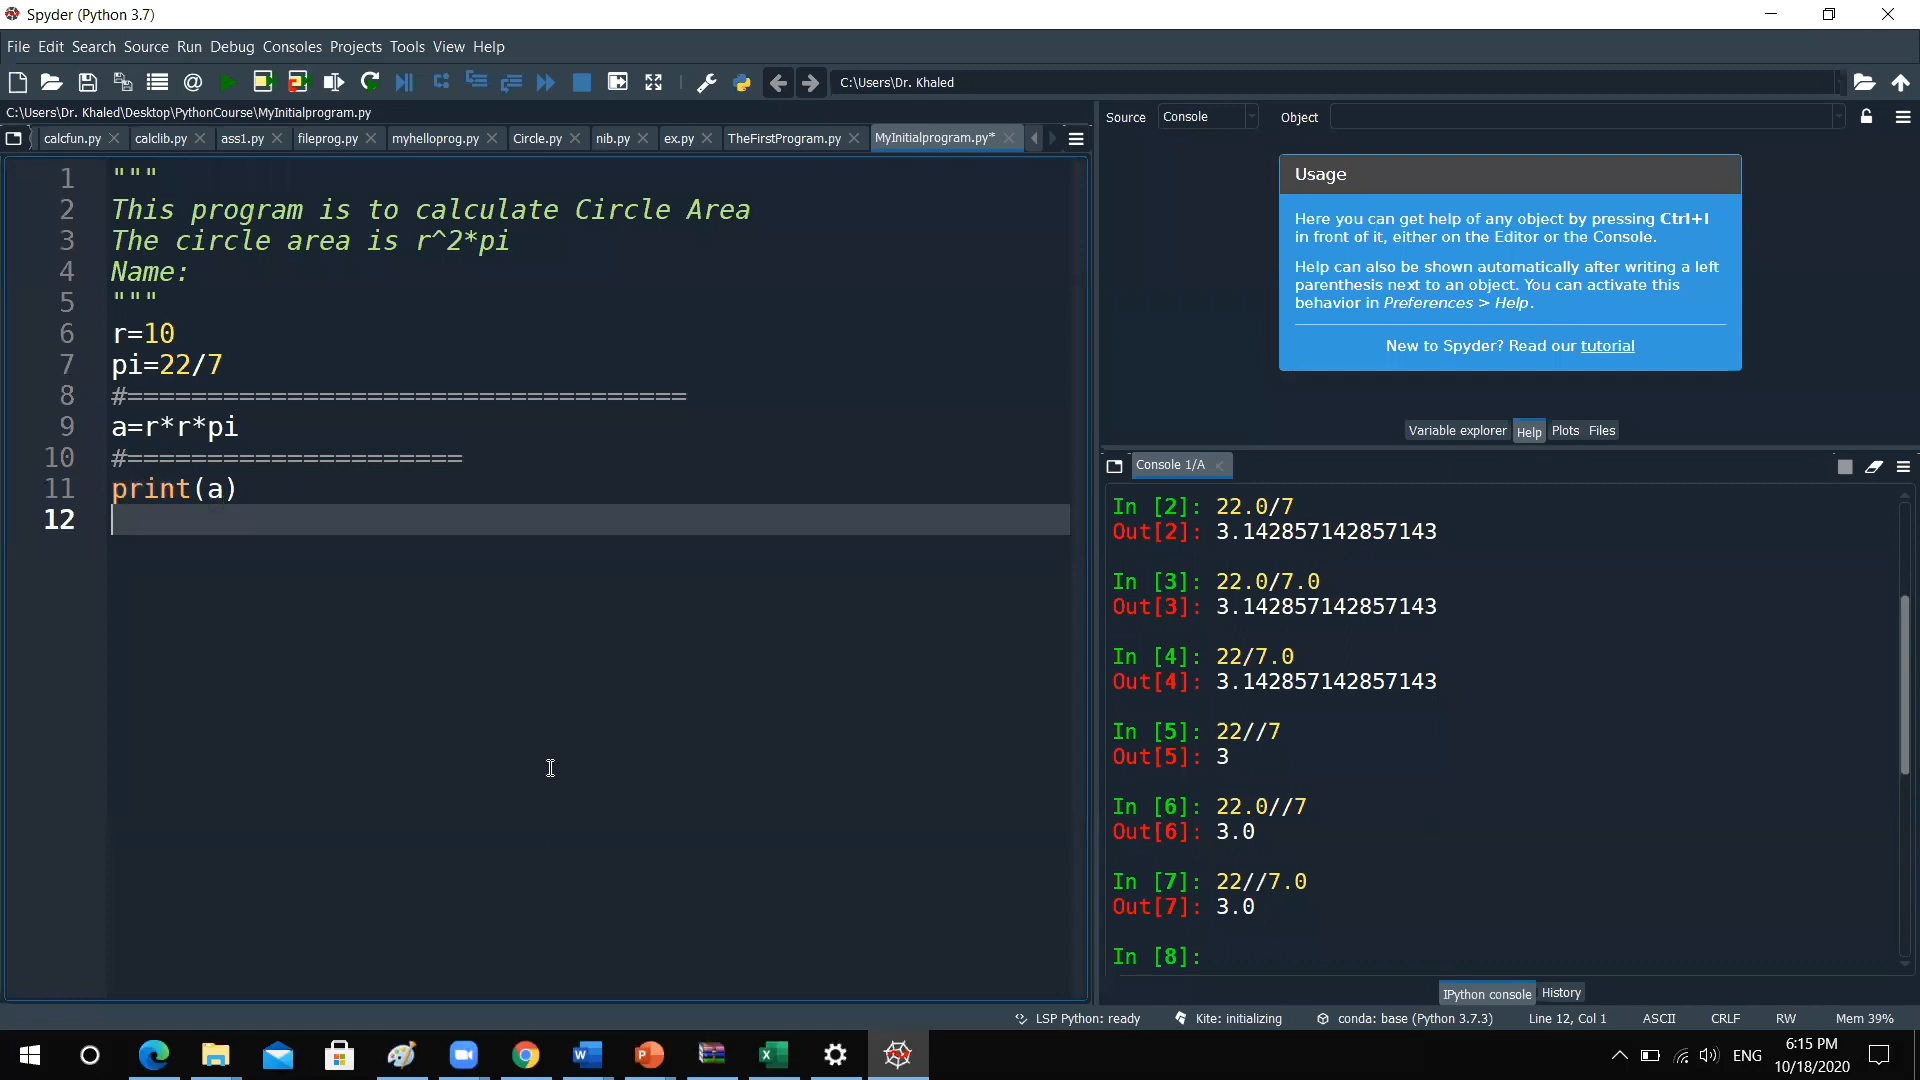 Spyder (Python 3.7)
File Edit Search Source Run Debug Consoles Projects Tools View Help
C:\Users\Dr. Khaled
C:\Users\Dr. Khaled\Desktop\PythonCourse\MyInitialprogram.py
calcfun.py calclib.py ass1.py fileprog.py myhelloprog.py Circle.py nib.py ex.py TheFirstProgram.py MyInitialprogram.py*
1 """
2 This program is to calculate Circle Area
3 The circle area is r^2*pi
4 Name:
5 """
6 r=10
7 pi=22/7
8 #===================================
9 a=r*r*pi
10 #=====================
11 print(a)
12
Source Console Object
Usage
Here you can get help of any object by pressing Ctrl+I
in front of it, either on the Editor or the Console.
Help can also be shown automatically after writing a left
parenthesis next to an object. You can activate this
behavior in Preferences > Help.
New to Spyder? Read our tutorial
Variable explorer Help Plots Files
Console 1/A
In [2]: 22.0/7
Out[2]: 3.142857142857143
In [3]: 22.0/7.0
Out[3]: 3.142857142857143
In [4]: 22/7.0
Out[4]: 3.142857142857143
In [5]: 22//7
Out[5]: 3
In [6]: 22.0//7
Out[6]: 3.0
In [7]: 22//7.0
Out[7]: 3.0
In [8]:
IPython console History
LSP Python: ready Kite: initializing conda: base (Python 3.7.3) Line 12, Col 1 ASCII CRLF RW Mem 39%
ENG
6:15 PM
10/18/2020